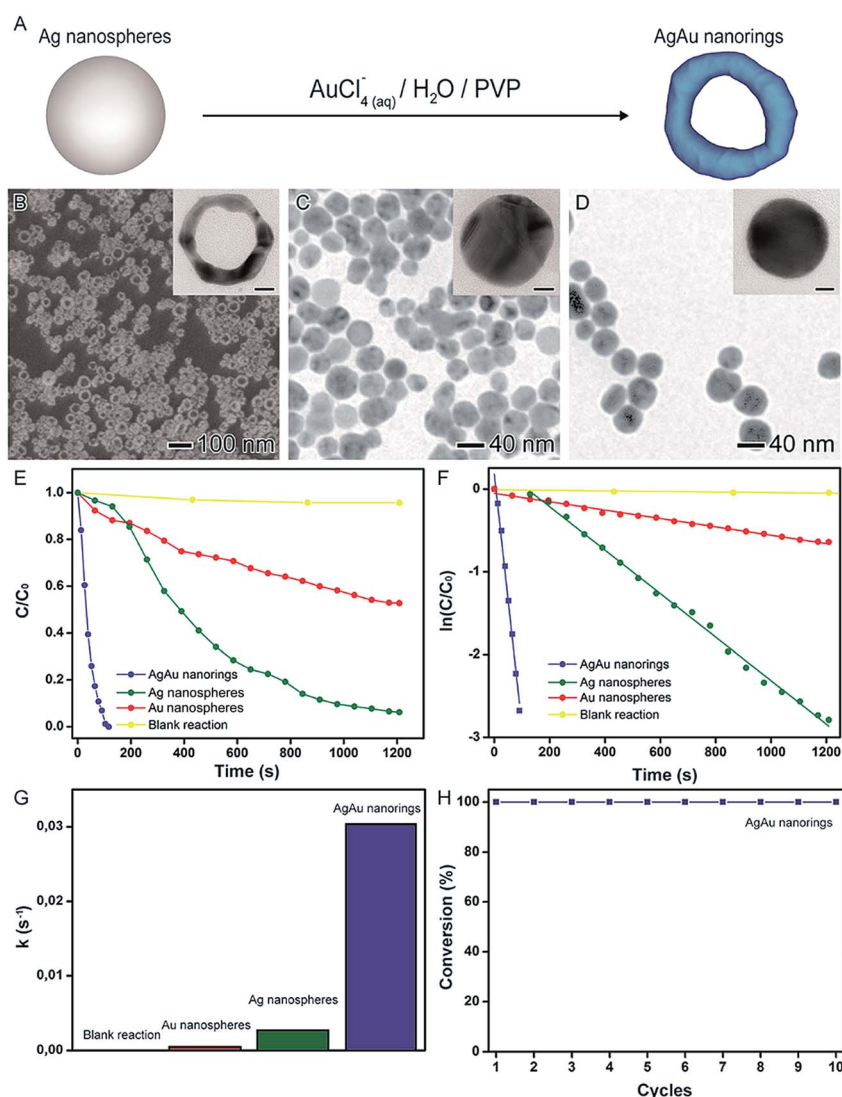 A
Ag nanospheres
AgAu nanorings
AuCl₄⁻ (aq) / H₂O / PVP
B
100 nm
C
40 nm
D
40 nm
E
C/C₀
1.0
0.8
0.6
0.4
0.2
0.0
AgAu nanorings
Ag nanospheres
Au nanospheres
Blank reaction
0 200 400 600 800 1000 1200
Time (s)
F
ln(C/C₀)
0
-1
-2
-3
AgAu nanorings
Ag nanospheres
Au nanospheres
Blank reaction
0 200 400 600 800 1000 1200
Time (s)
G
k (s⁻¹)
0,03
0,02
0,01
0,00
AgAu nanorings
Ag nanospheres
Au nanospheres
Blank reaction
H
Conversion (%)
100
80
60
40
20
0
AgAu nanorings
1 2 3 4 5 6 7 8 9 10
Cycles